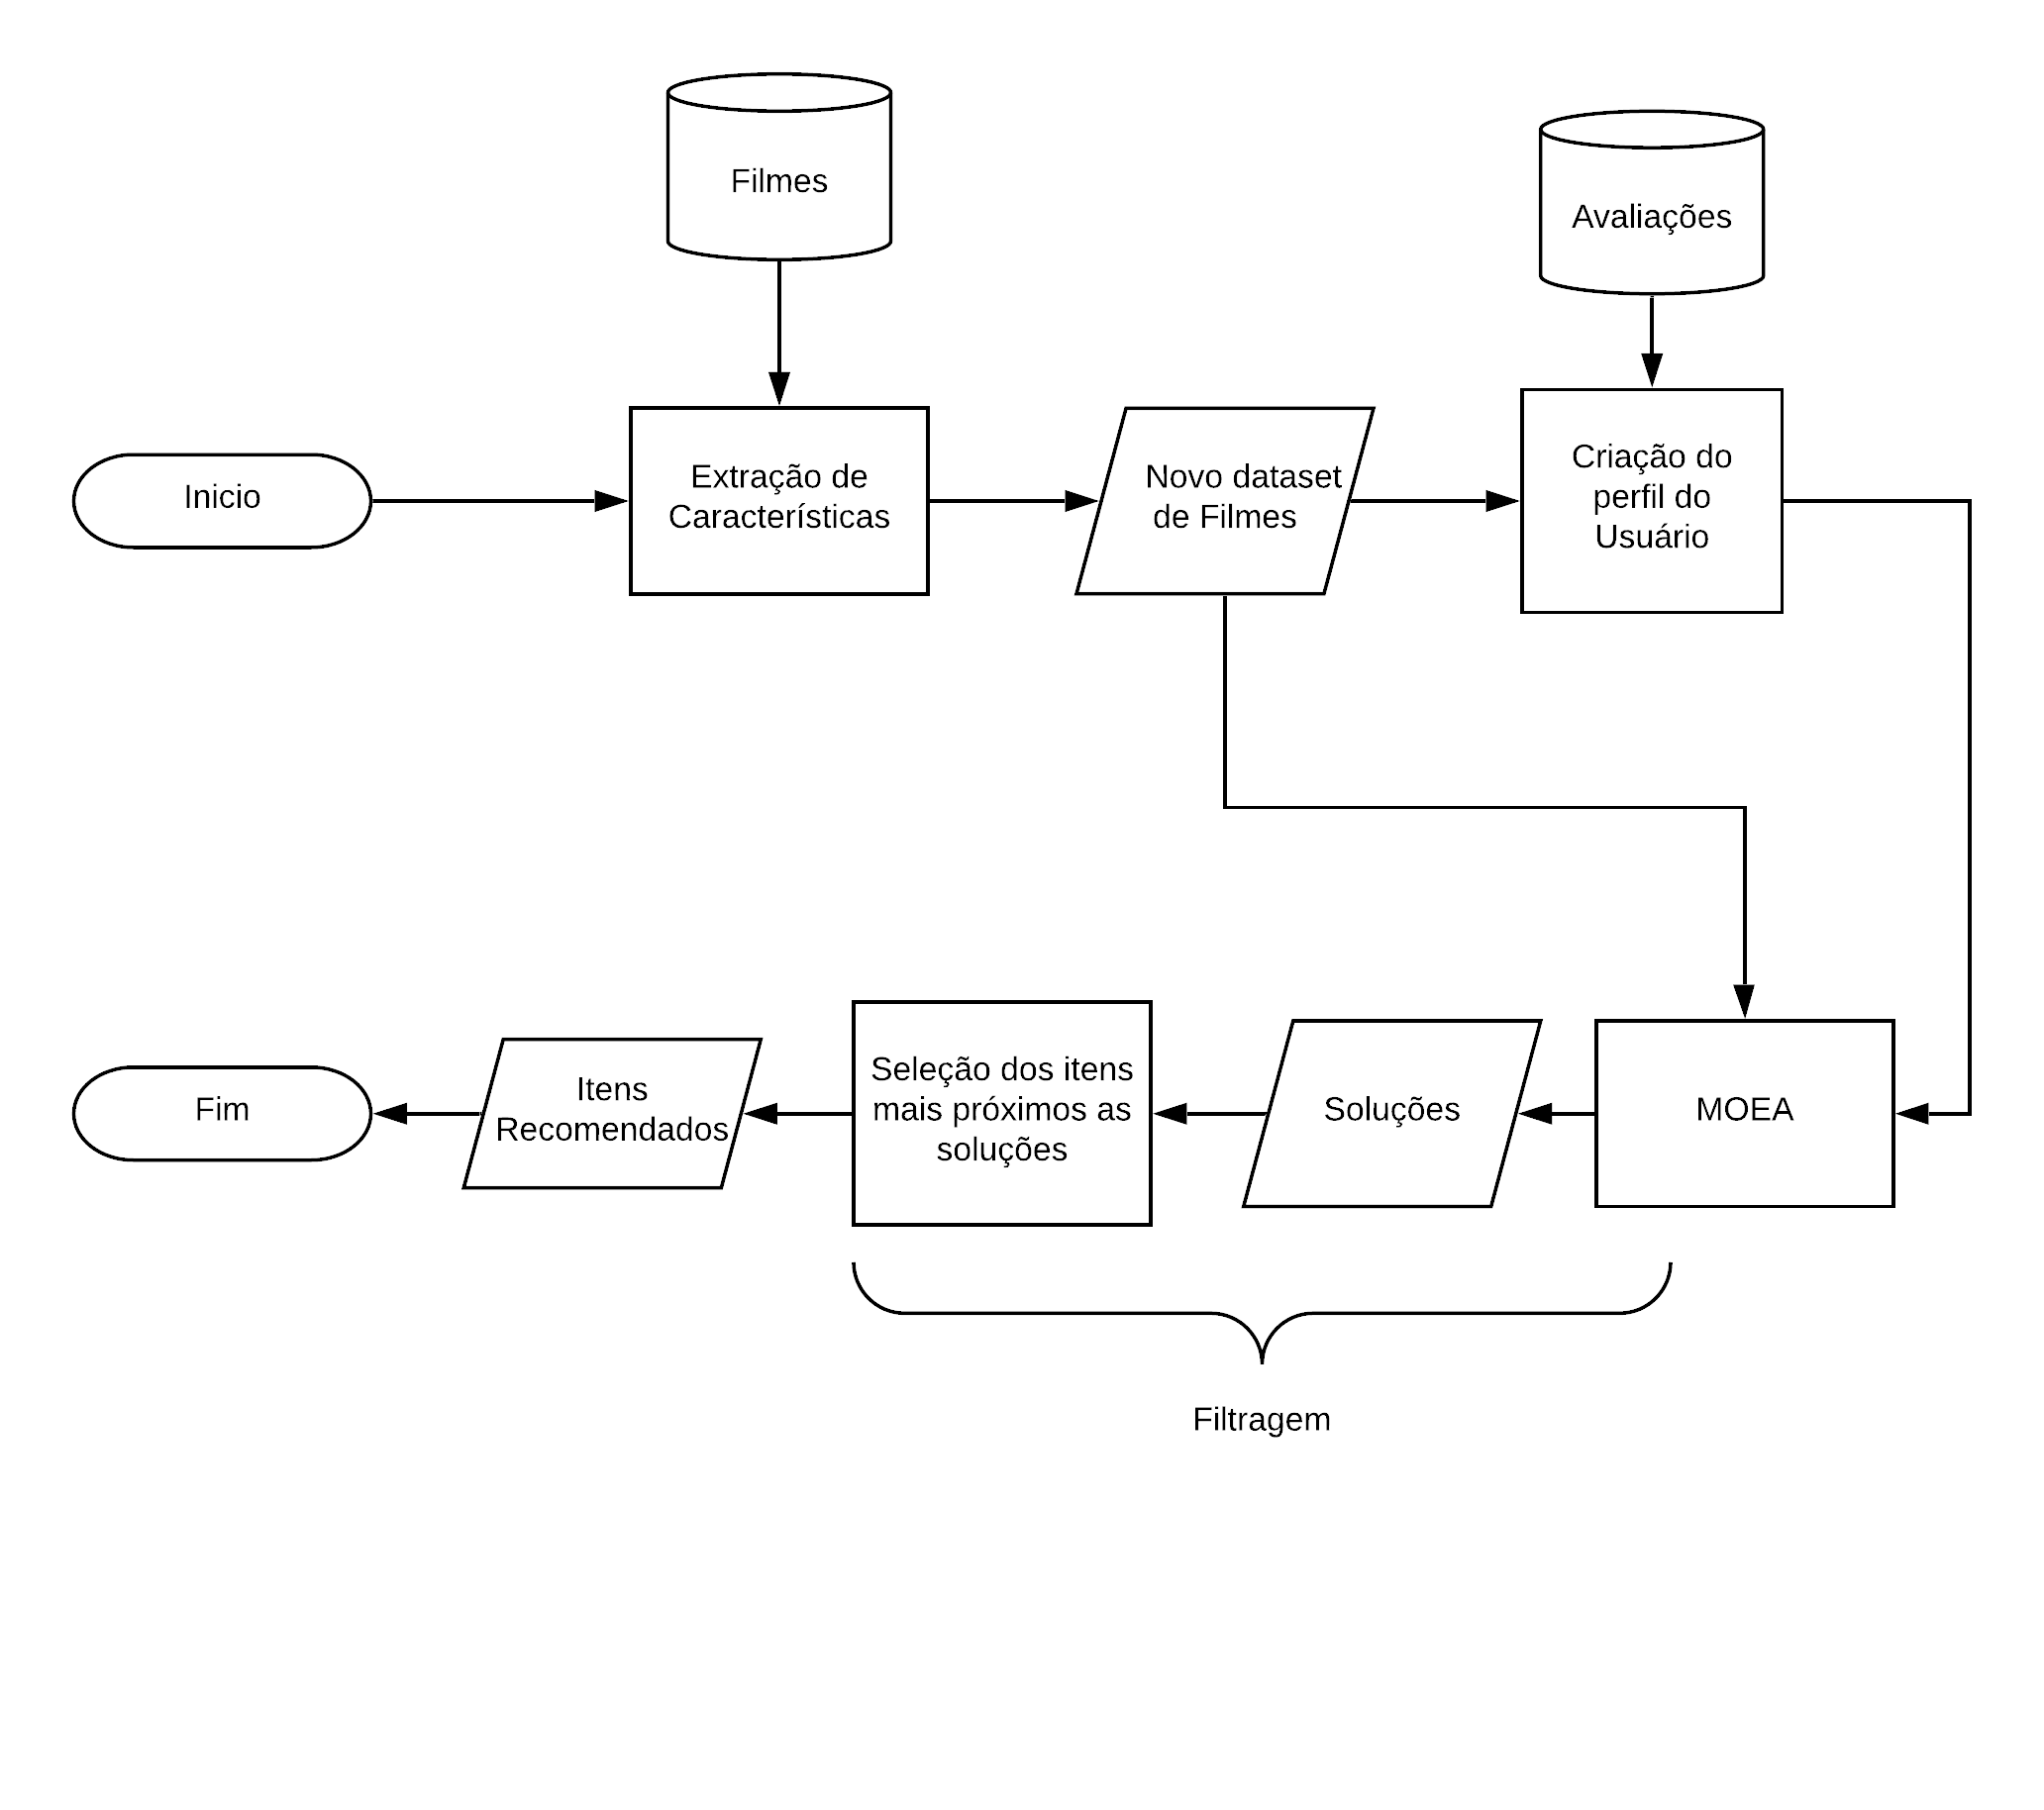 Filmes
Avaliações
Inicio
Extração de
Características
Novo dataset
de Filmes
Criação do
perfil do
Usuário
Fim
Itens
Recomendados
Seleção dos itens
mais próximos as
soluções
Soluções
MOEA
Filtragem